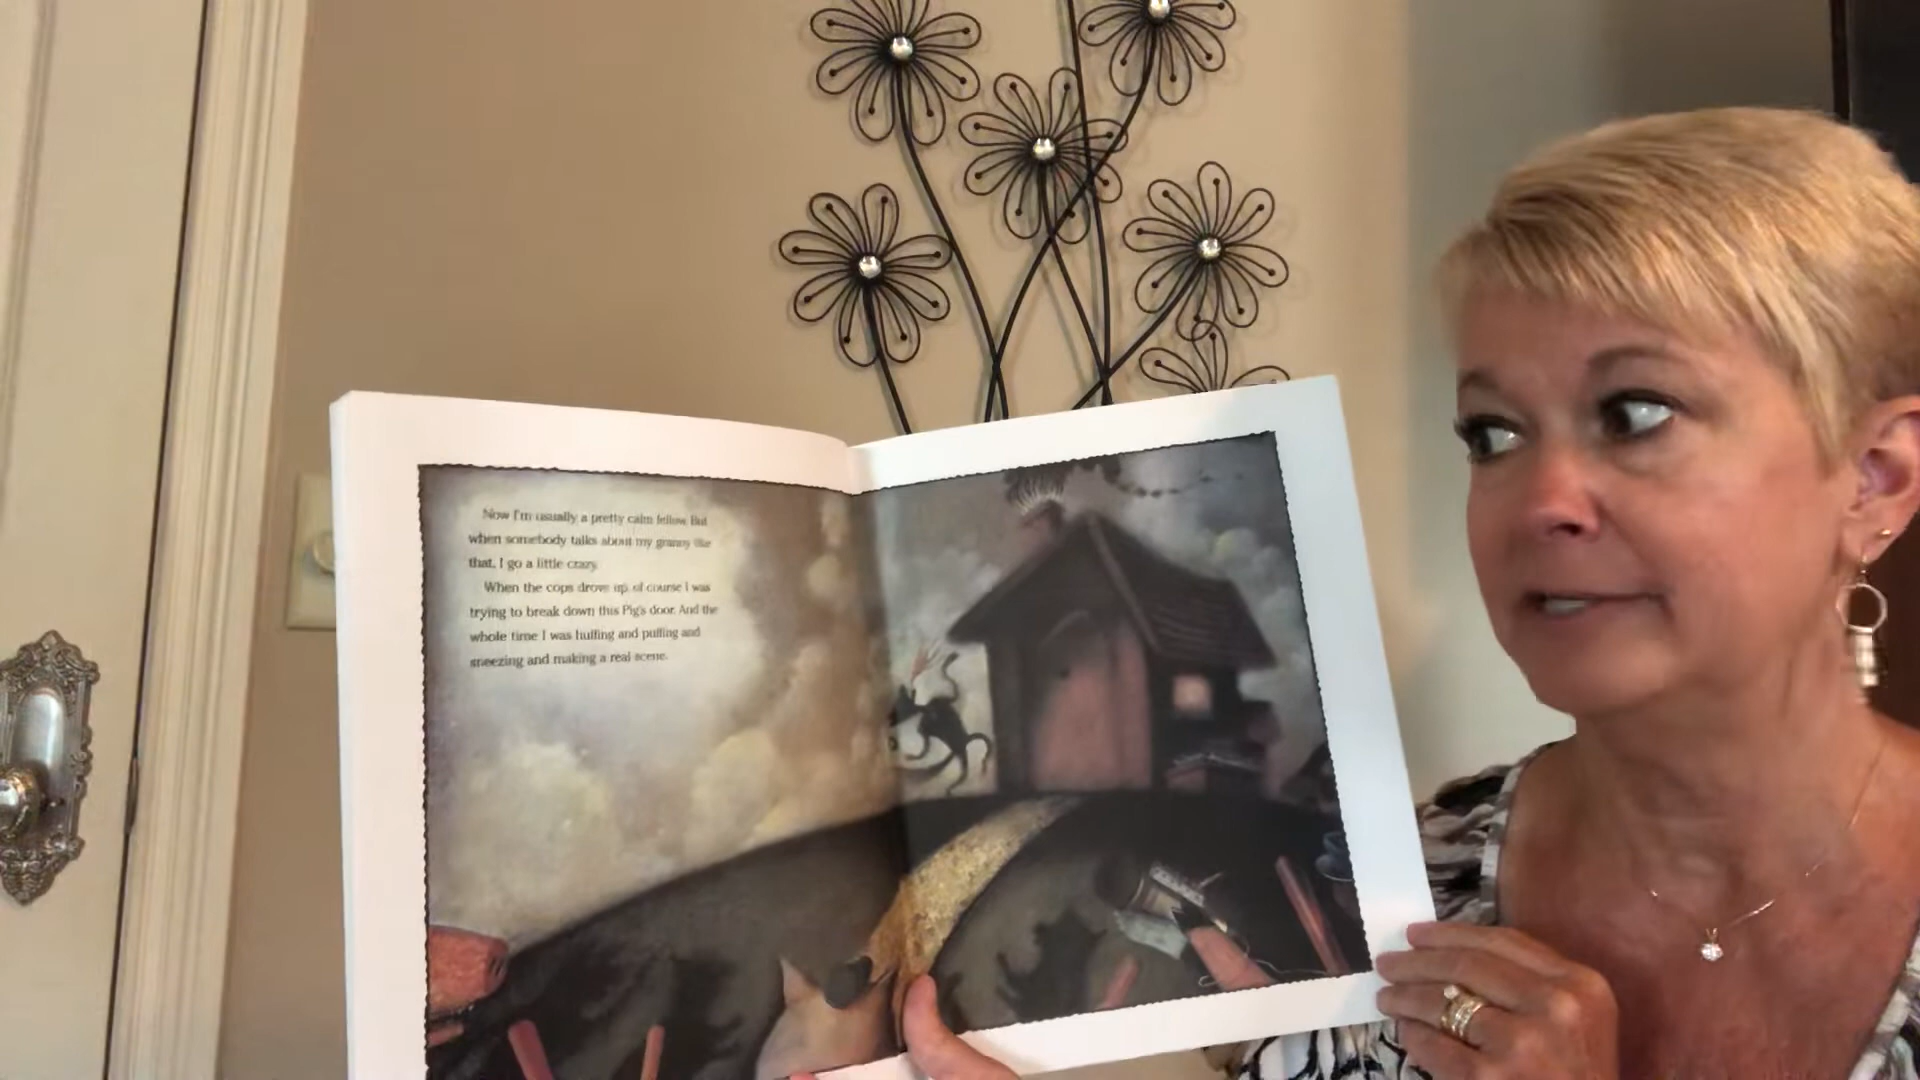 Now I'm usually a pretty calm fellow. But
when somebody talks about my granny like
that, I go a little crazy.
When the cops drove up, of course I was
trying to break down this Pig's door. And the
whole time I was huffing and puffing and
sneezing and making a real scene.